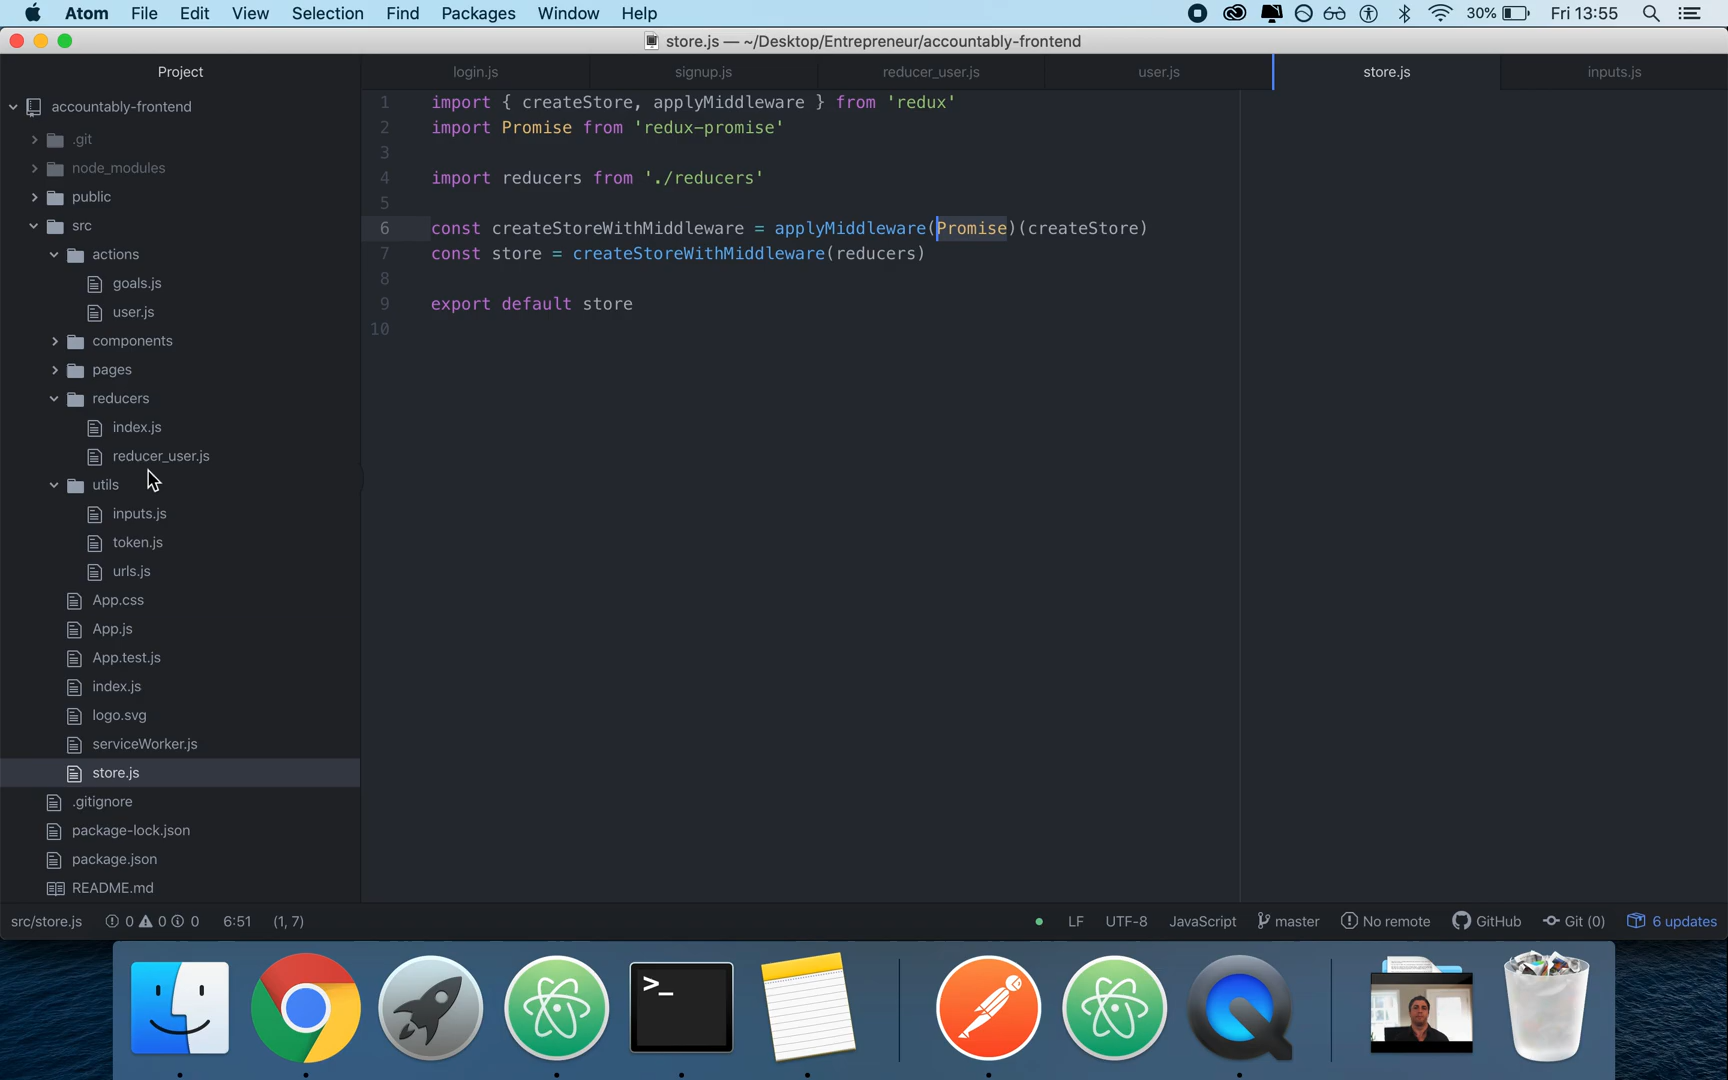 Atom File Edit View Selection Find Packages Window Help 30% Fri 13:55
store.js — ~/Desktop/Entrepreneur/accountably-frontend
Project
login.js signup.js reducer_user.js user.js store.js inputs.js
accountably-frontend
.git
node_modules
public
src
actions
goals.js
user.js
components
pages
reducers
index.js
reducer_user.js
utils
inputs.js
token.js
urls.js
App.css
App.js
App.test.js
index.js
logo.svg
serviceWorker.js
store.js
.gitignore
package-lock.json
package.json
README.md
1 import { createStore, applyMiddleware } from 'redux'
2 import Promise from 'redux-promise'
3
4 import reducers from './reducers'
5
6 const createStoreWithMiddleware = applyMiddleware(Promise)(createStore)
7 const store = createStoreWithMiddleware(reducers)
8
9 export default store
10
src/store.js 0 0 0 6:51 (1, 7) LF UTF-8 JavaScript master No remote GitHub Git (0) 6 updates
>_